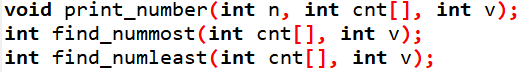 void print_number(int n, int cnt[], int v);
int find_nummost(int cnt[], int v);
int find_numleast(int cnt[], int v);